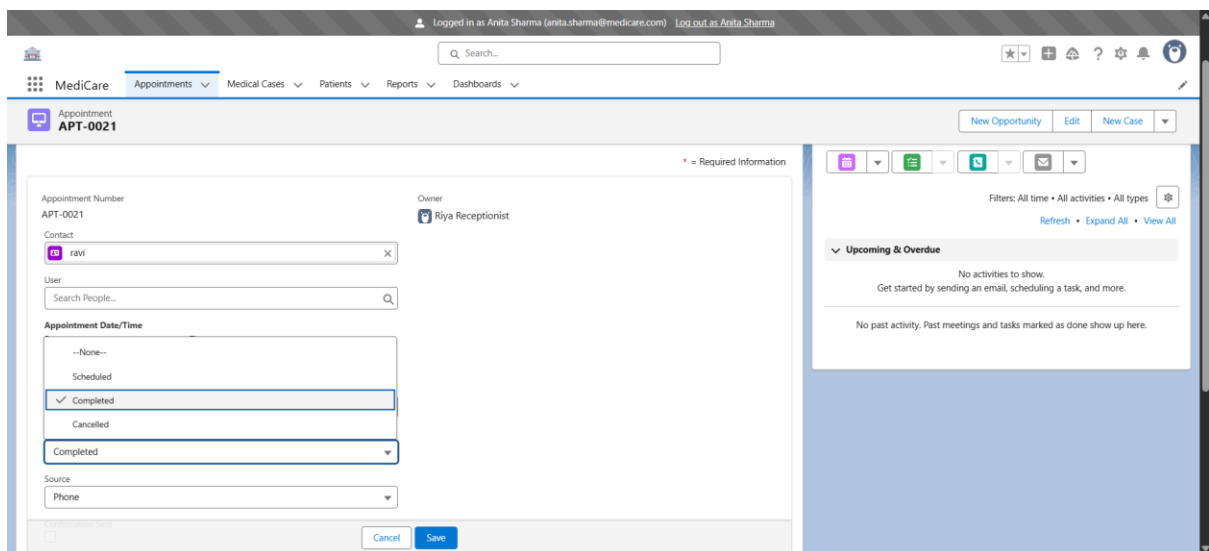 Logged in as Anita Sharma (anita.sharma@medicare.com) Log out as Anita Sharma
Search...
MediCare Appointments Medical Cases Patients Reports Dashboards
Appointment
APT-0021
New Opportunity Edit New Case
* = Required Information
Appointment Number
APT-0021
Owner
Riya Receptionist
Contact
ravi
User
Search People...
Appointment Date/Time
--None--
Scheduled
Completed
Cancelled
Completed
Source
Phone
Confirmation Sent
Cancel Save
Filters: All time • All activities • All types
Refresh • Expand All • View All
Upcoming & Overdue
No activities to show.
Get started by sending an email, scheduling a task, and more.
No past activity. Past meetings and tasks marked as done show up here.